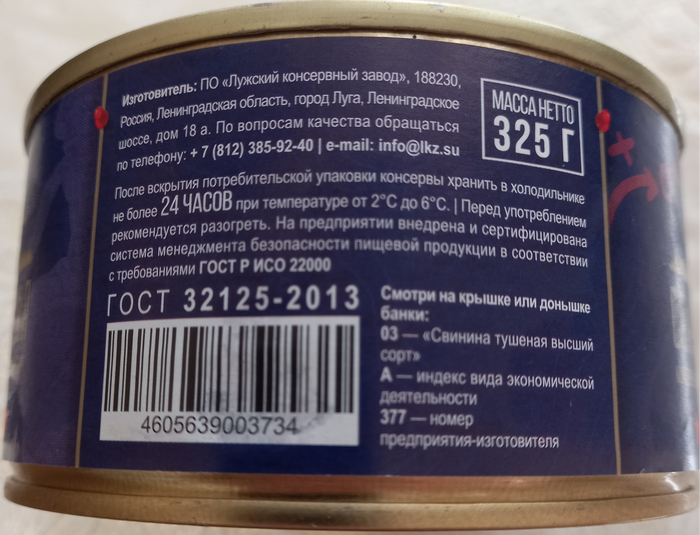 Изготовитель: ПО «Лужский консервный завод», 188230,
Россия, Ленинградская область, город Луга, Ленинградское
шоссе, дом 18 а. По вопросам качества обращаться
по телефону: + 7 (812) 385-92-40 | e-mail: info@lkz.su
МАССА НЕТТО
325 Г
После вскрытия потребительской упаковки консервы хранить в холодильнике
не более 24 ЧАСОВ при температуре от 2°С до 6°С. | Перед употреблением
рекомендуется разогреть. На предприятии внедрена и сертифицирована
система менеджмента безопасности пищевой продукции в соответствии
с требованиями ГОСТ Р ИСО 22000
ГОСТ 32125-2013
4605639003734
Смотри на крышке или донышке
банки:
03 — «Свинина тушеная высший
сорт»
А — индекс вида экономической
деятельности
377 — номер
предприятия-изготовителя